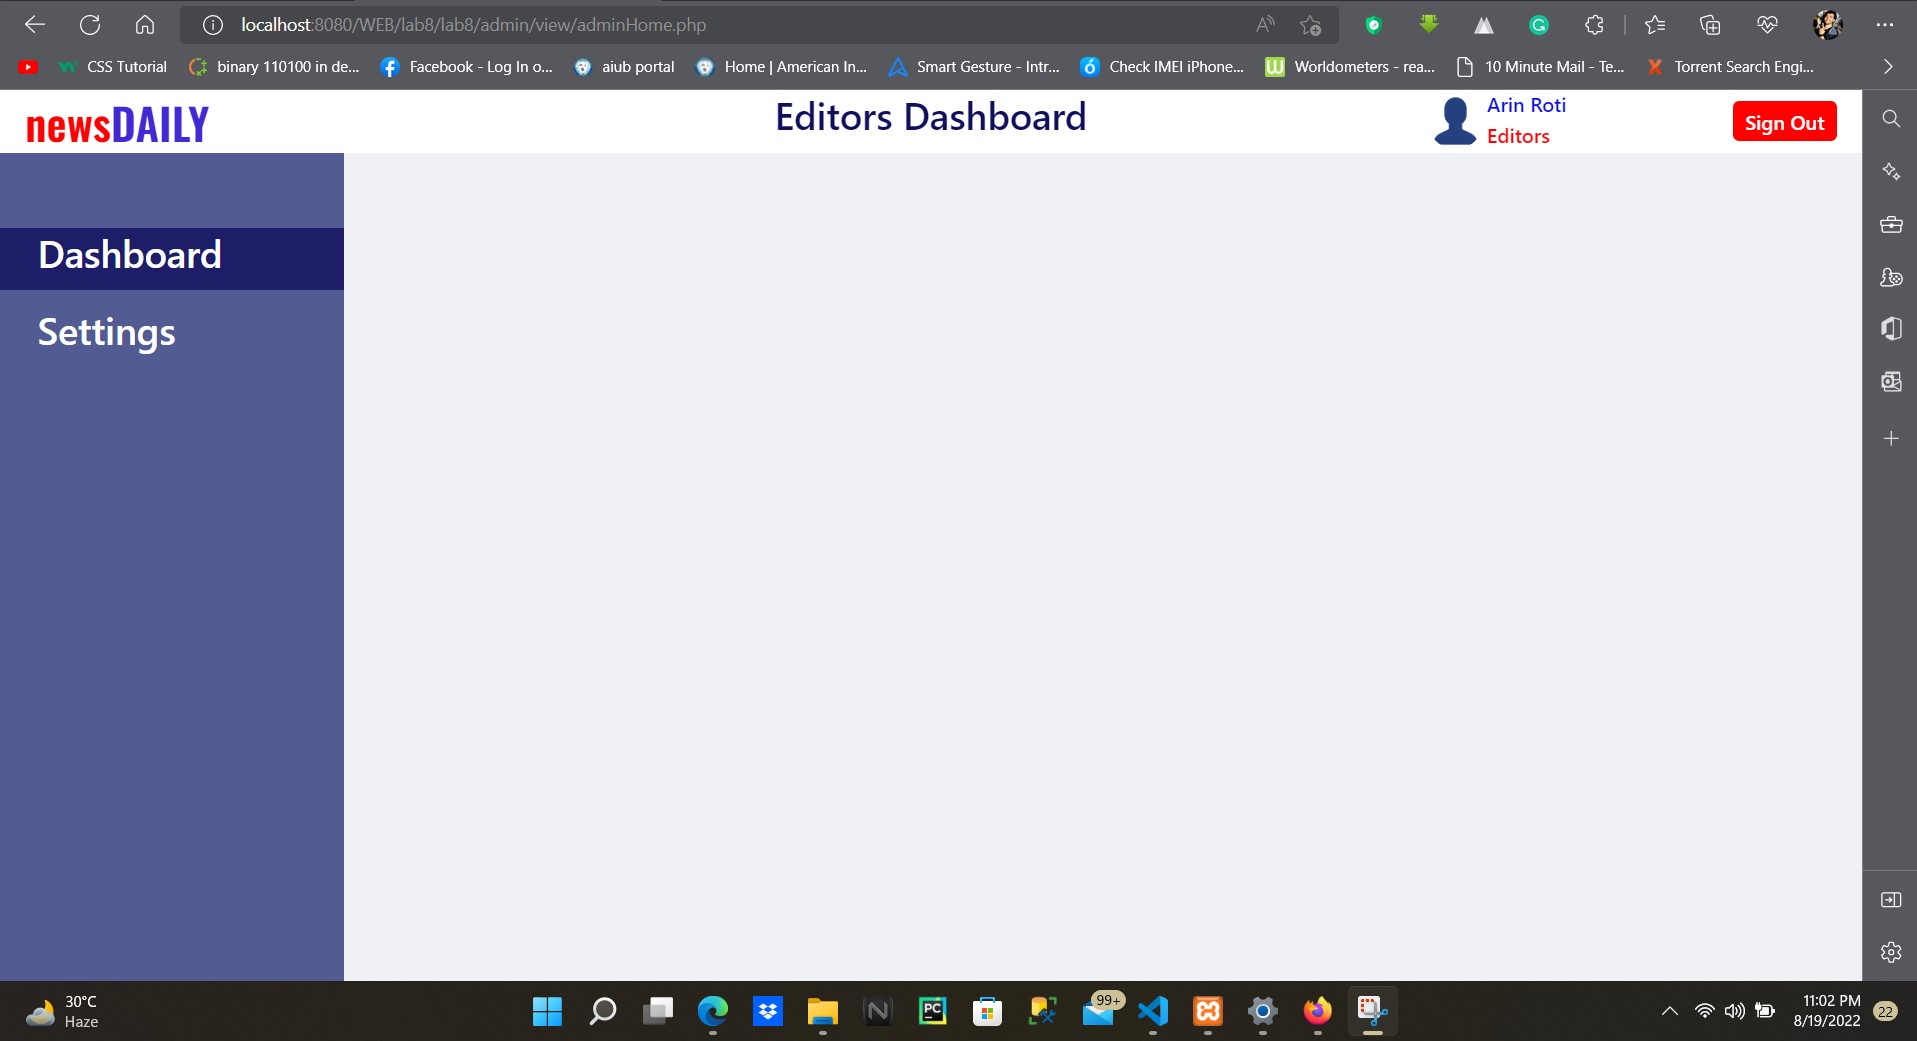 localhost:8080/WEB/lab8/lab8/admin/view/adminHome.php
CSS Tutorial
binary 110100 in de...
Facebook - Log In o...
aiub portal
Home | American In...
Smart Gesture - Intr...
Check IMEI iPhone...
Worldometers - rea...
10 Minute Mail - Te...
Torrent Search Engi...
newsDAILY
Editors Dashboard
Arin Roti
Editors
Sign Out
Dashboard
Settings
30°C
Haze
PC
99+
11:02 PM
8/19/2022
22